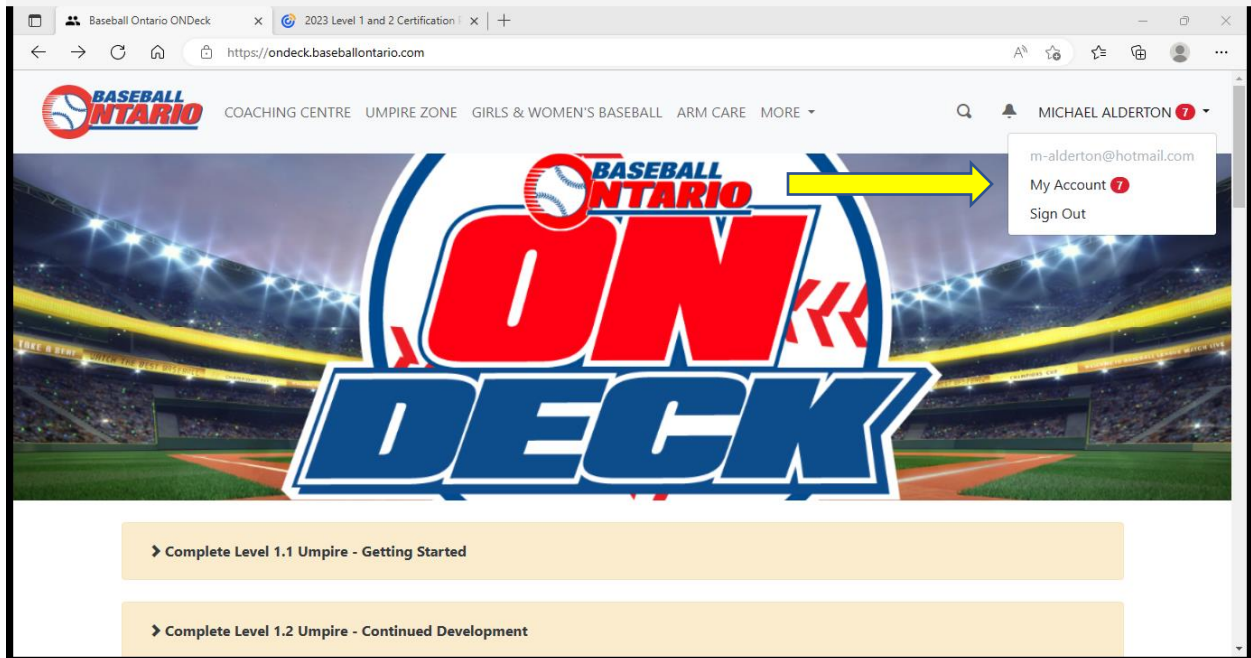 Baseball Ontario ONDeck
2023 Level 1 and 2 Certification
https://ondeck.baseballontario.com
BASEBALL
ONTARIO
COACHING CENTRE UMPIRE ZONE GIRLS & WOMEN'S BASEBALL ARM CARE MORE
MICHAEL ALDERTON 7
m-alderton@hotmail.com
My Account 7
Sign Out
BASEBALL
ONTARIO
ON
DECK
TAKE A SEAT
Complete Level 1.1 Umpire - Getting Started
Complete Level 1.2 Umpire - Continued Development